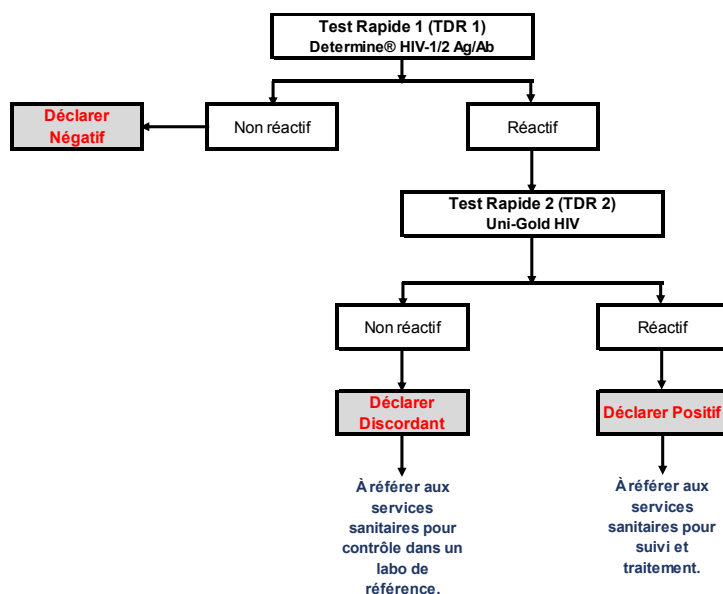 Test Rapide 1 (TDR 1)
Determine® HIV-1/2 Ag/Ab
Déclarer
Négatif
Non réactif
Réactif
Test Rapide 2 (TDR 2)
Uni-Gold HIV
Non réactif
Réactif
Déclarer
Discordant
Déclarer Positif
À référer aux
services
sanitaires pour
contrôle dans un
labo de
référence.
À référer aux
services
sanitaires pour
suivi et
traitement.